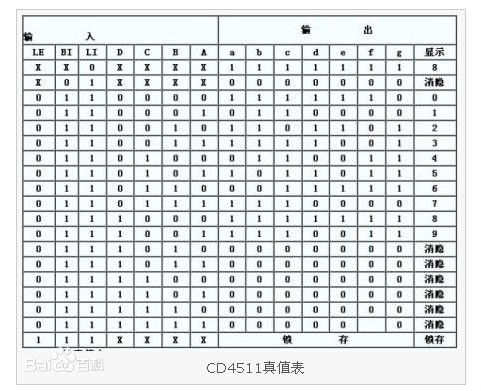 输 入 输 出
LE BI LI D C B A a b c d e f g 显示
X X 0 X X X X 1 1 1 1 1 1 1 8
X 0 1 X X X X 0 0 0 0 0 0 0 消隐
0 1 1 0 0 0 0 1 1 1 1 1 1 0 0
0 1 1 0 0 0 1 0 1 1 0 0 0 0 1
0 1 1 0 0 1 0 1 1 0 1 1 0 1 2
0 1 1 0 0 1 1 1 1 1 1 0 0 1 3
0 1 1 0 1 0 0 0 1 1 0 0 1 1 4
0 1 1 0 1 0 1 1 0 1 1 0 1 1 5
0 1 1 0 1 1 0 0 0 1 1 1 1 1 6
0 1 1 0 1 1 1 1 1 1 0 0 0 0 7
0 1 1 1 0 0 0 1 1 1 1 1 1 1 8
0 1 1 1 0 0 1 1 1 1 0 0 1 1 9
0 1 1 1 0 1 0 0 0 0 0 0 0 0 消隐
0 1 1 1 0 1 1 0 0 0 0 0 0 0 消隐
0 1 1 1 1 0 0 0 0 0 0 0 0 0 消隐
0 1 1 1 1 0 1 0 0 0 0 0 0 0 消隐
0 1 1 1 1 1 0 0 0 0 0 0 0 0 消隐
0 1 1 1 1 1 1 0 0 0 0 0 0 消隐
1 1 1 X X X X 锁 存 锁存
Bai 百科
CD4511真值表